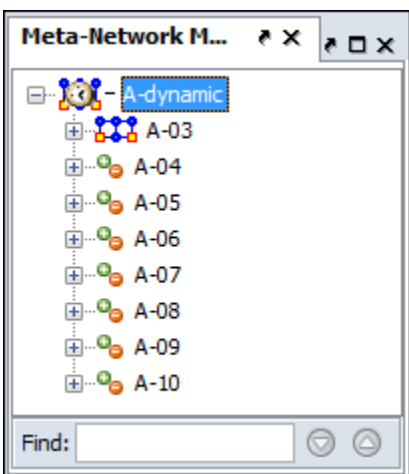 Meta-Network M...
A-dynamic
A-03
A-04
A-05
A-06
A-07
A-08
A-09
A-10
Find: